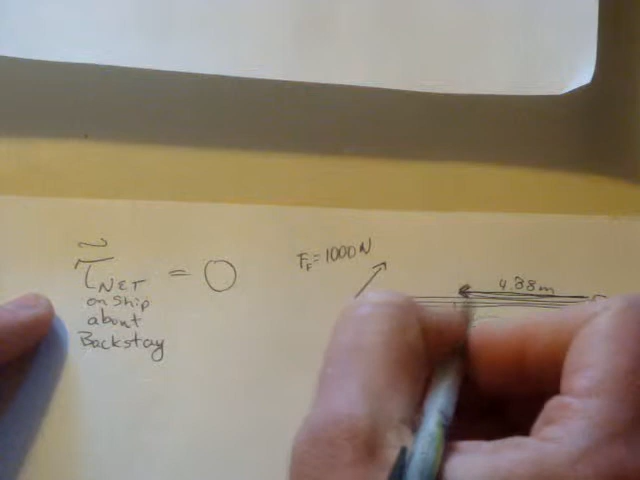 τ⃗NET = 0
on ship
about
Backstay
F_F = 1000 N
4.88m